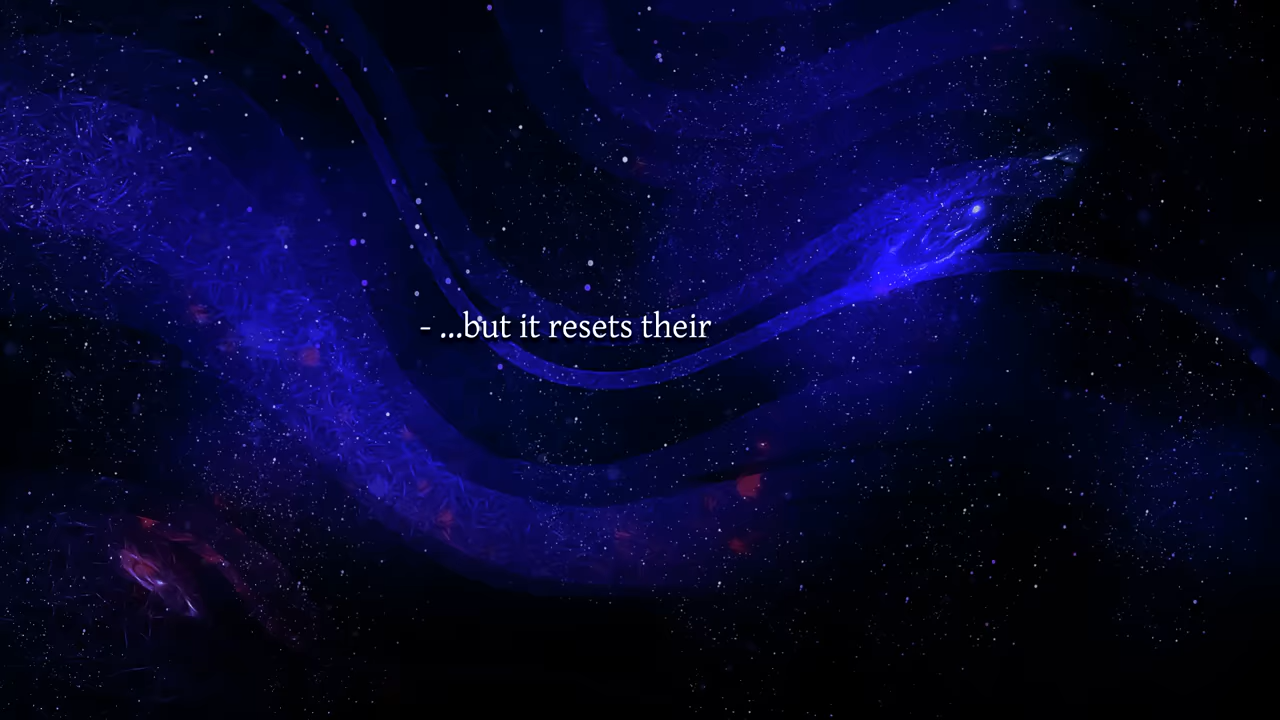 - ...but it resets their